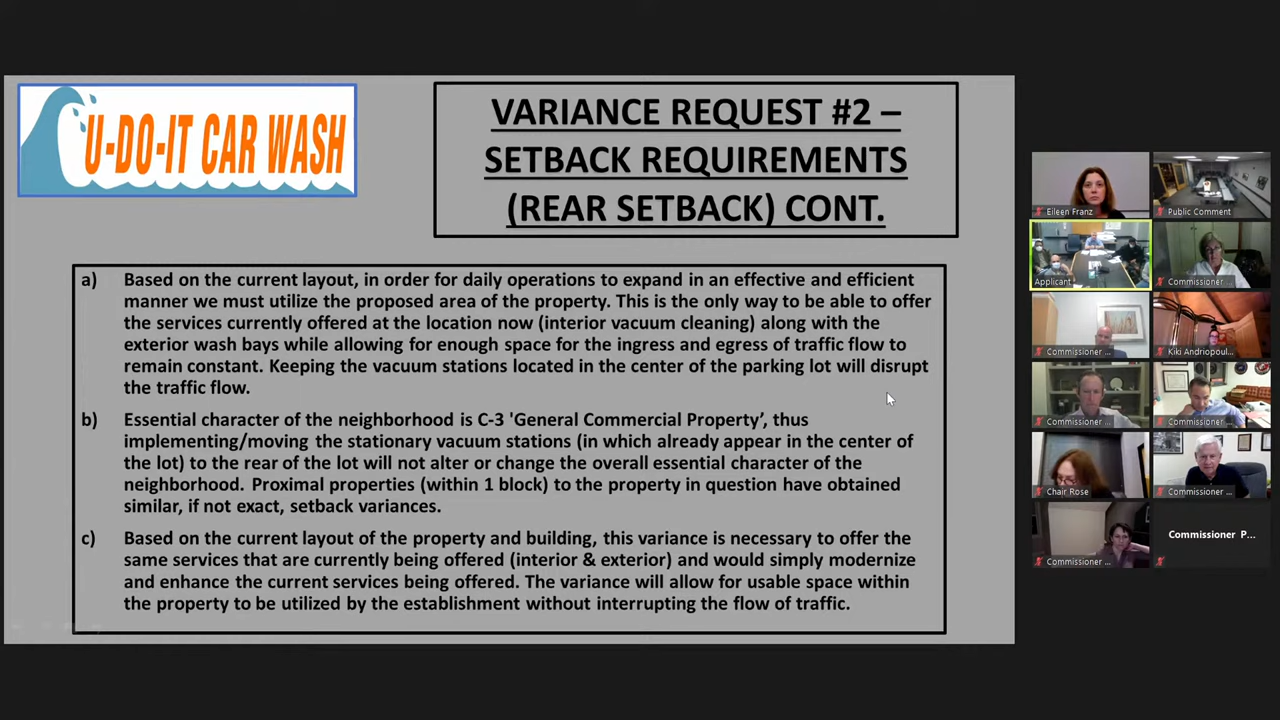 U-DO-IT CAR WASH
VARIANCE REQUEST #2 –
SETBACK REQUIREMENTS
(REAR SETBACK) CONT.
a) Based on the current layout, in order for daily operations to expand in an effective and efficient
manner we must utilize the proposed area of the property. This is the only way to be able to offer
the services currently offered at the location now (interior vacuum cleaning) along with the
exterior wash bays while allowing for enough space for the ingress and egress of traffic flow to
remain constant. Keeping the vacuum stations located in the center of the parking lot will disrupt
the traffic flow.
b) Essential character of the neighborhood is C-3 'General Commercial Property’, thus
implementing/moving the stationary vacuum stations (in which already appear in the center of
the lot) to the rear of the lot will not alter or change the overall essential character of the
neighborhood. Proximal properties (within 1 block) to the property in question have obtained
similar, if not exact, setback variances.
c) Based on the current layout of the property and building, this variance is necessary to offer the
same services that are currently being offered (interior & exterior) and would simply modernize
and enhance the current services being offered. The variance will allow for usable space within
the property to be utilized by the establishment without interrupting the flow of traffic.
Eileen Franz
Public Comment
Applicant
Commissioner ...
Commissioner ...
Kiki Andriopoul...
Commissioner ...
Commissioner ...
Chair Rose
Commissioner ...
Commissioner ...
Commissioner P...